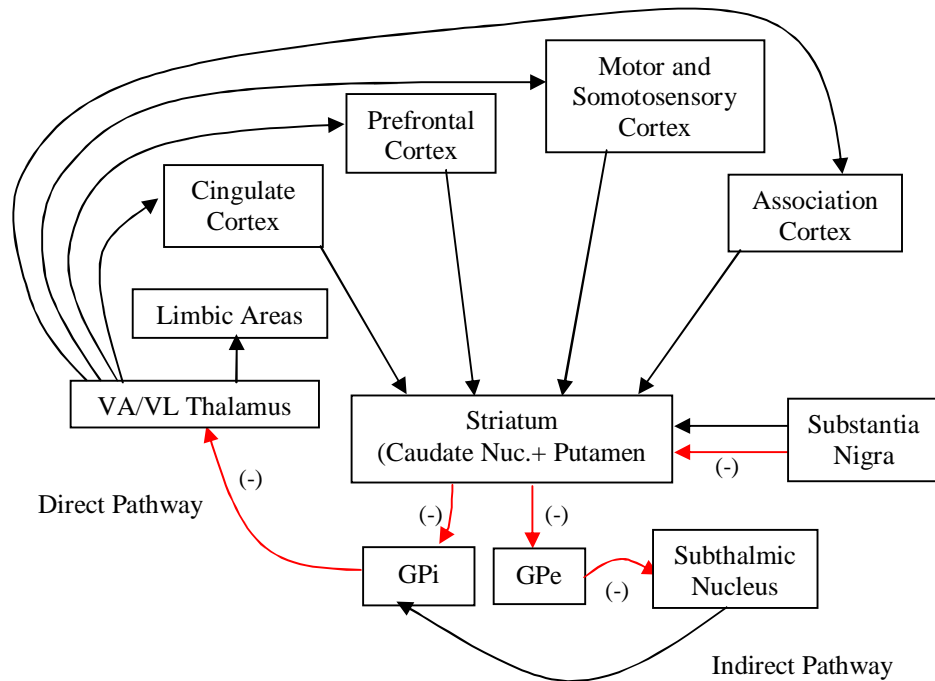 Motor and
Somotosensory
Cortex
Prefrontal
Cortex
Cingulate
Cortex
Association
Cortex
Limbic Areas
VA/VL Thalamus
Striatum
(Caudate Nuc.+ Putamen
Substantia
Nigra
(-)
(-)
Direct Pathway
(-)
(-)
GPi
GPe
(-)
Subthalmic
Nucleus
Indirect Pathway